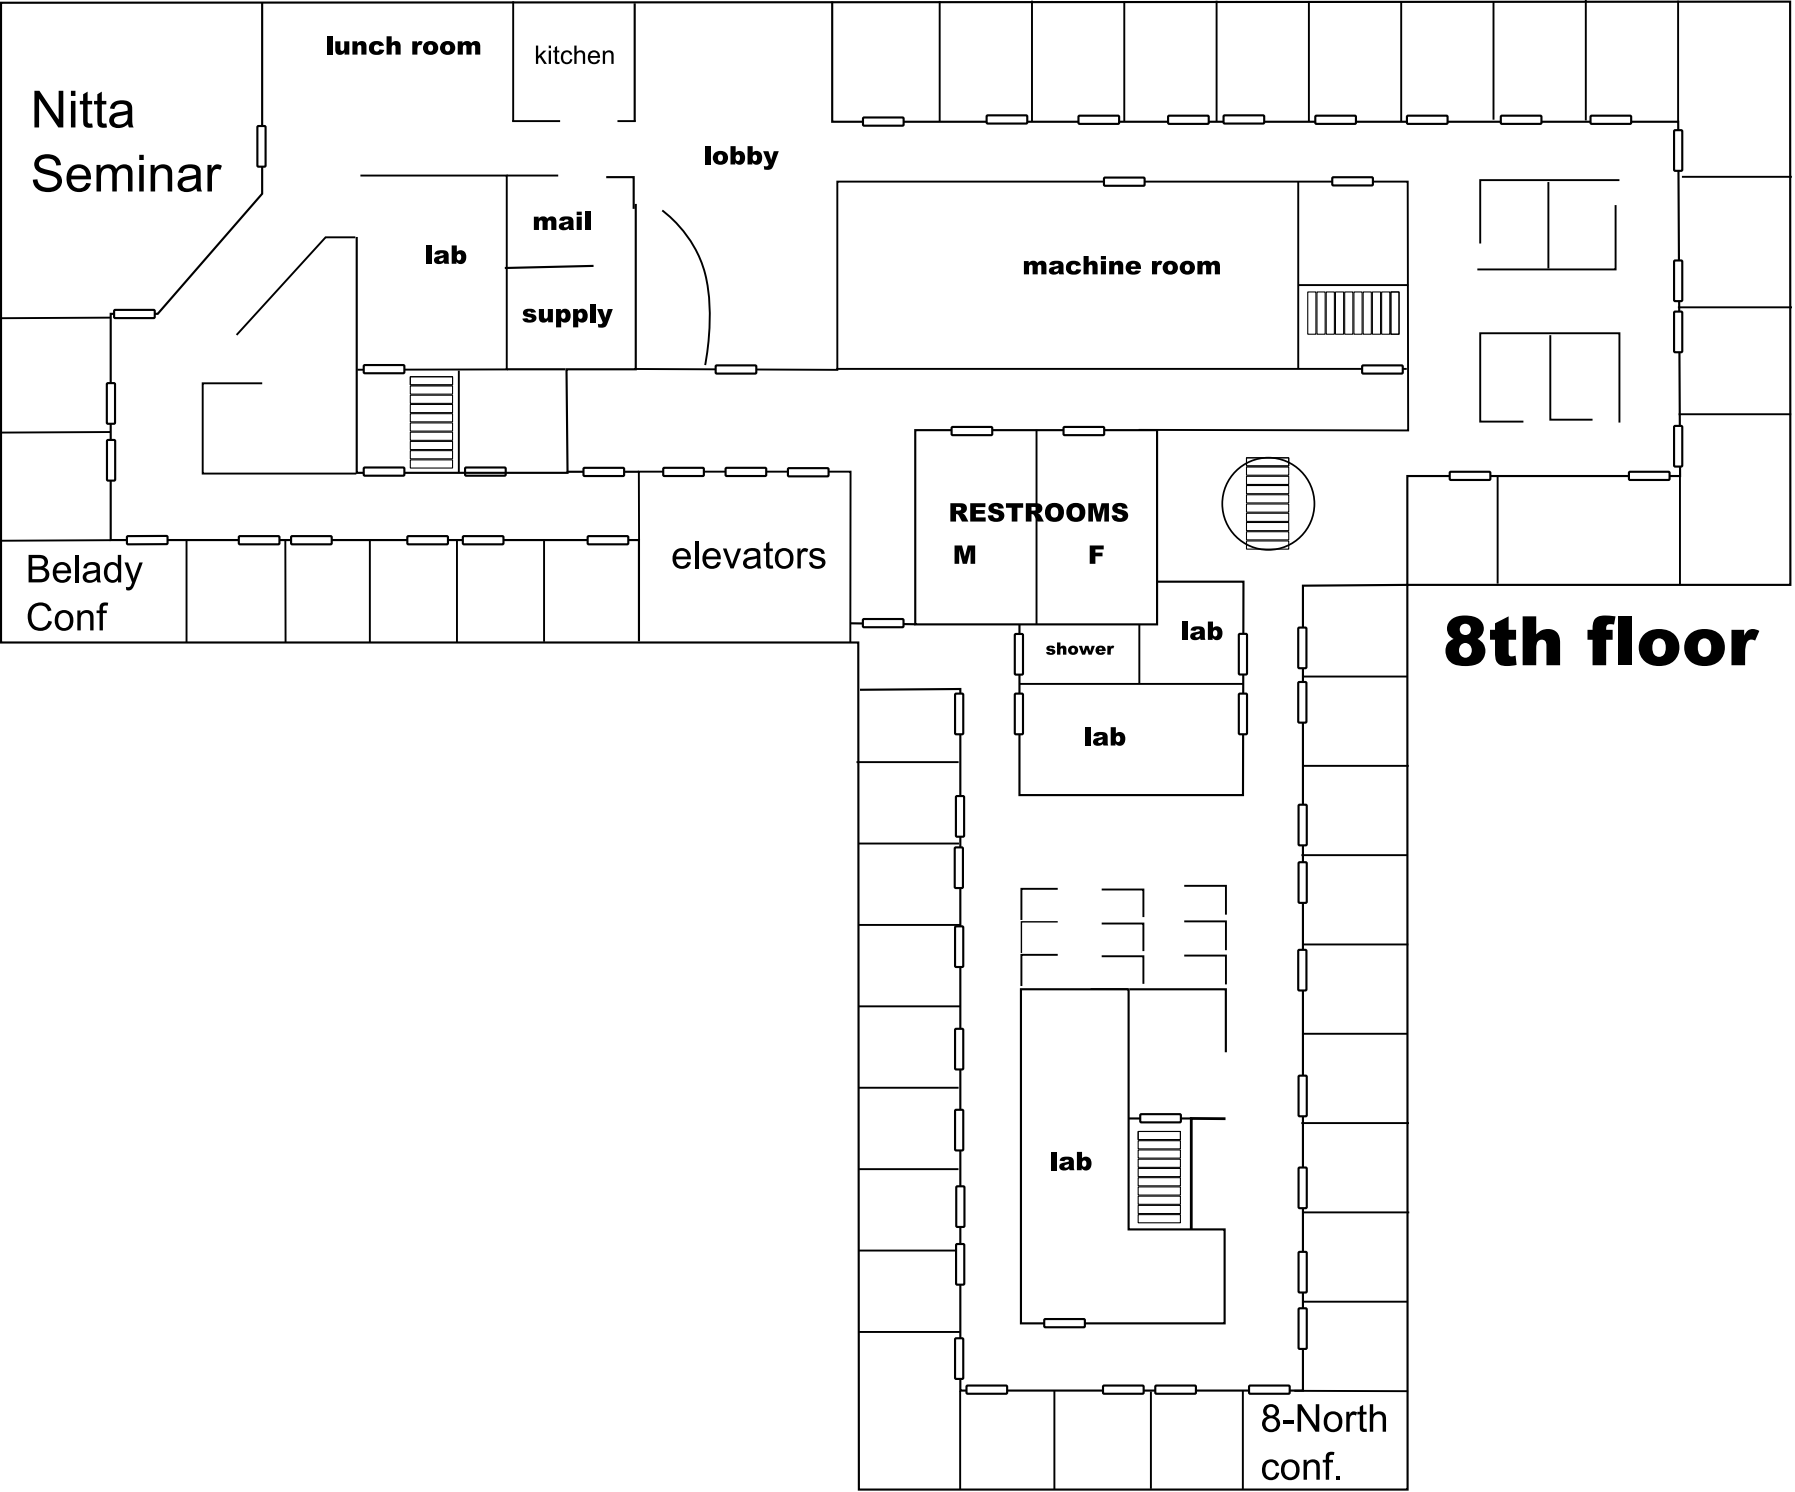 lunch room
kitchen
Nitta
Seminar
lobby
mail
lab
machine room
supply
RESTROOMS
M F
elevators
Belady
Conf
shower
lab
8th floor
lab
lab
8-North
conf.